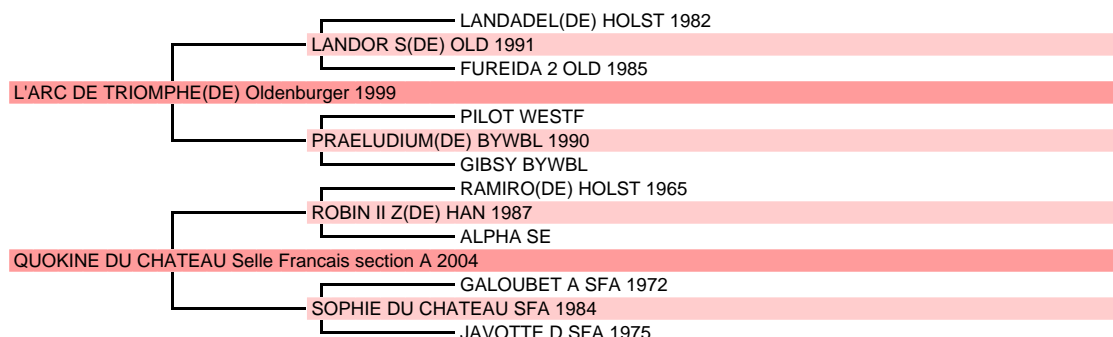 LANDADEL(DE) HOLST 1982
LANDOR S(DE) OLD 1991
FUREIDA 2 OLD 1985
L'ARC DE TRIOMPHE(DE) Oldenburger 1999
PILOT WESTF
PRAELUDIUM(DE) BYWBL 1990
GIBSY BYWBL
RAMIRO(DE) HOLST 1965
ROBIN II Z(DE) HAN 1987
ALPHA SE
QUOKINE DU CHATEAU Selle Francais section A 2004
GALOUBET A SFA 1972
SOPHIE DU CHATEAU SFA 1984
JAVOTTE D SFA 1975